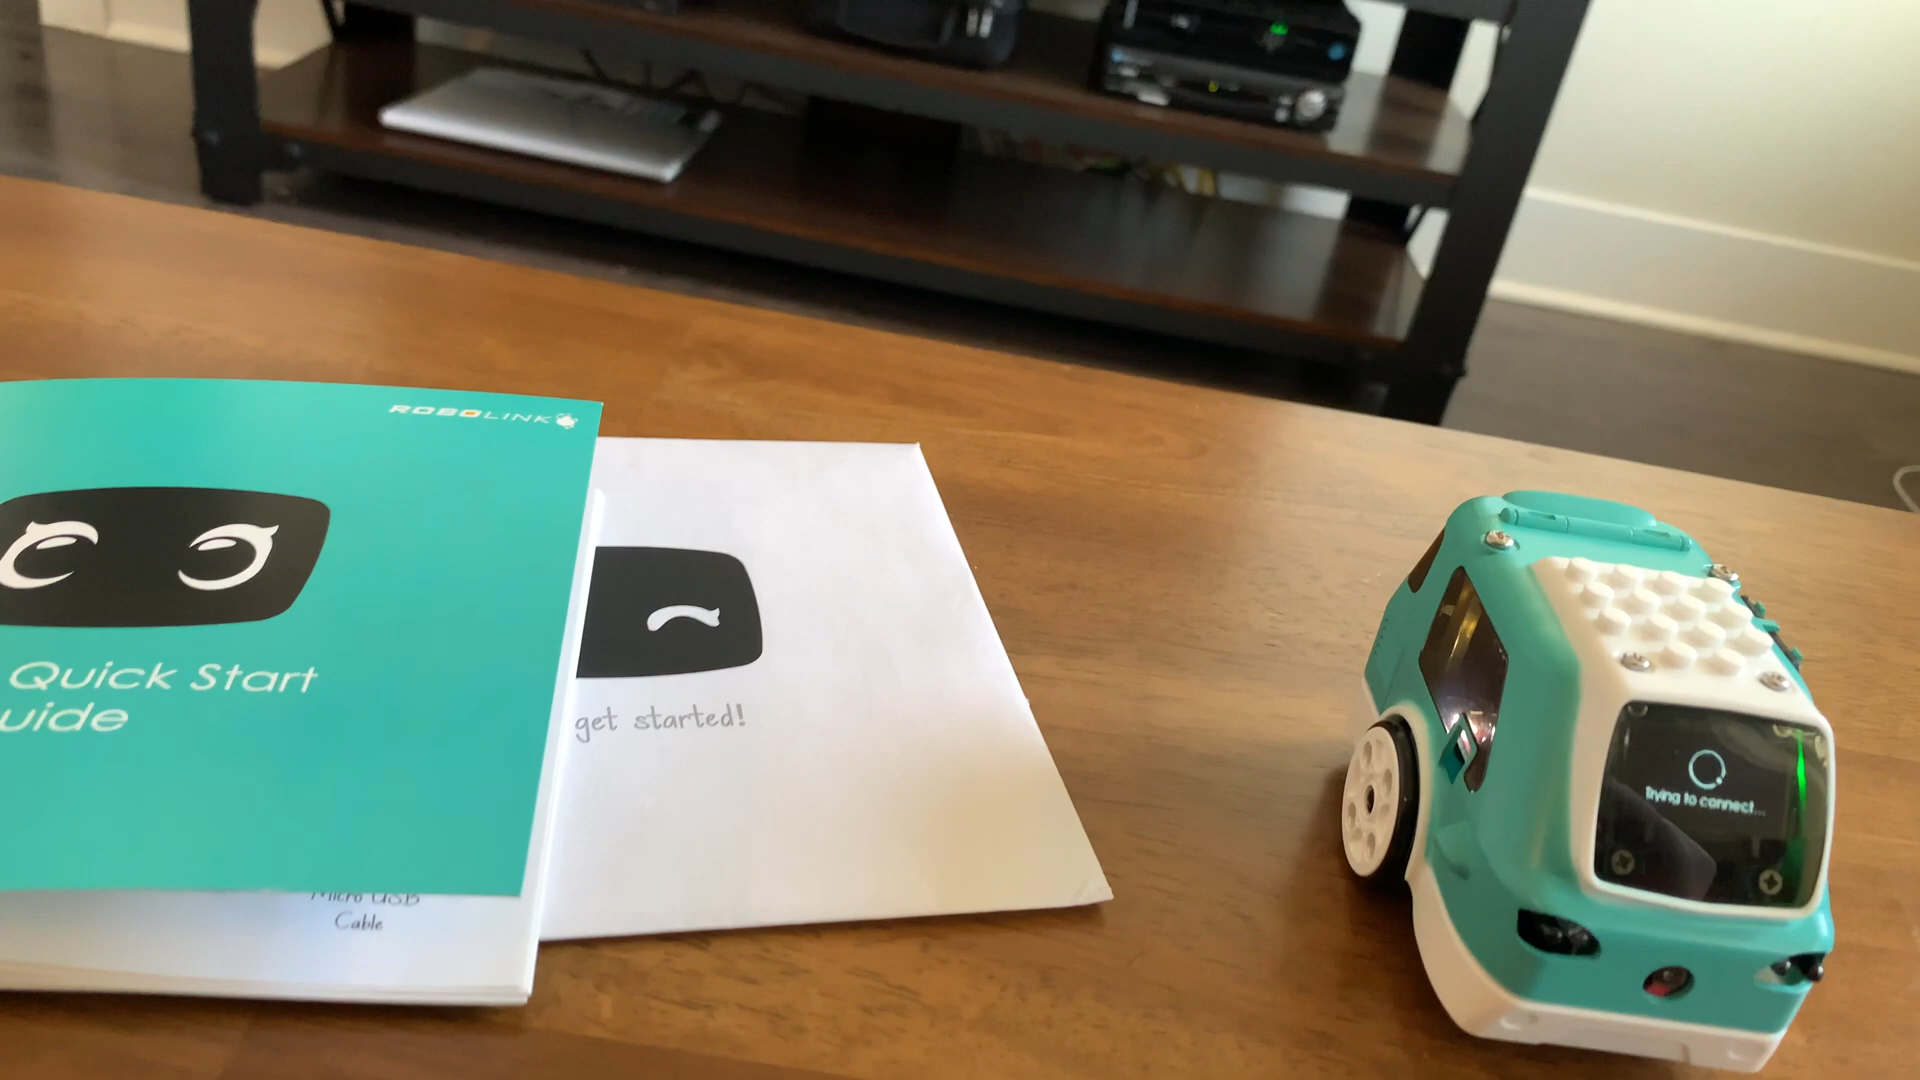 ROBOLINK
Quick Start
uide
get started!
Micro USB
Cable
Trying to connect...